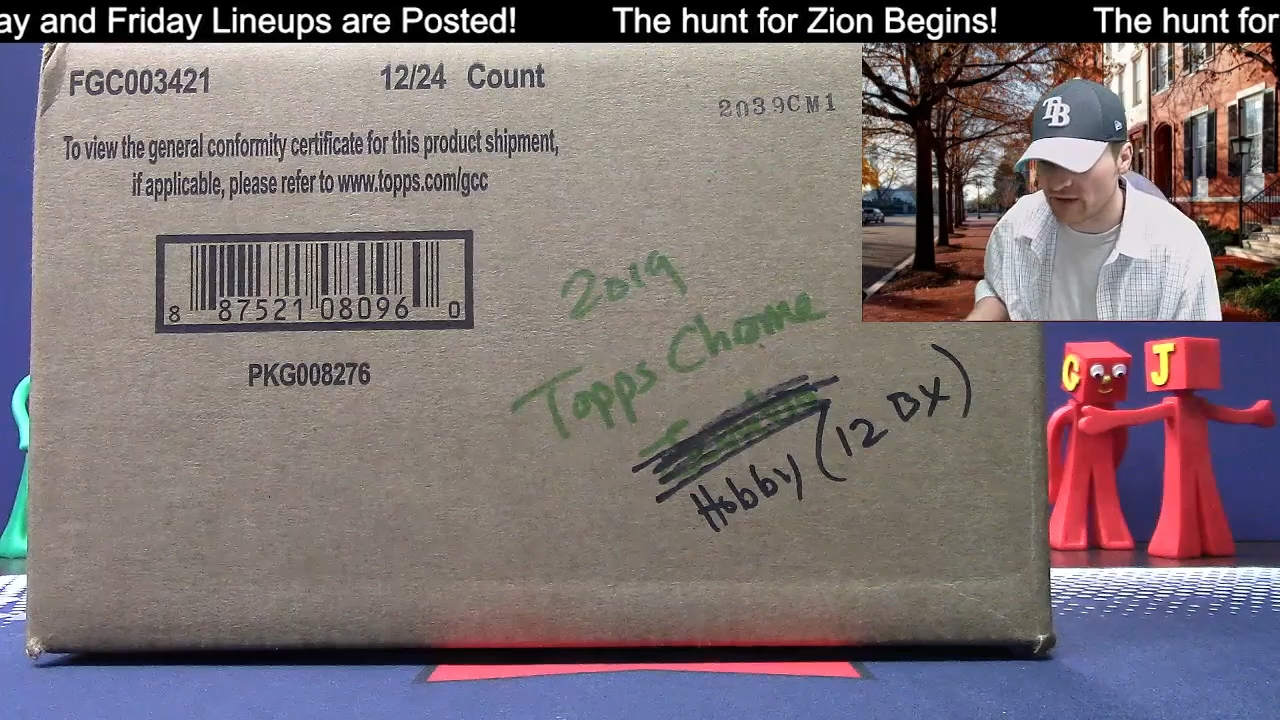 ay and Friday Lineups are Posted! The hunt for Zion Begins! The hunt for
FGC003421 12/24 Count
2039CM1
To view the general conformity certificate for this product shipment,
if applicable, please refer to www.topps.com/gcc
8 87521 08096 0
PKG008276
2019
Topps Chrome
Hobby (12 BX)
TB
G J